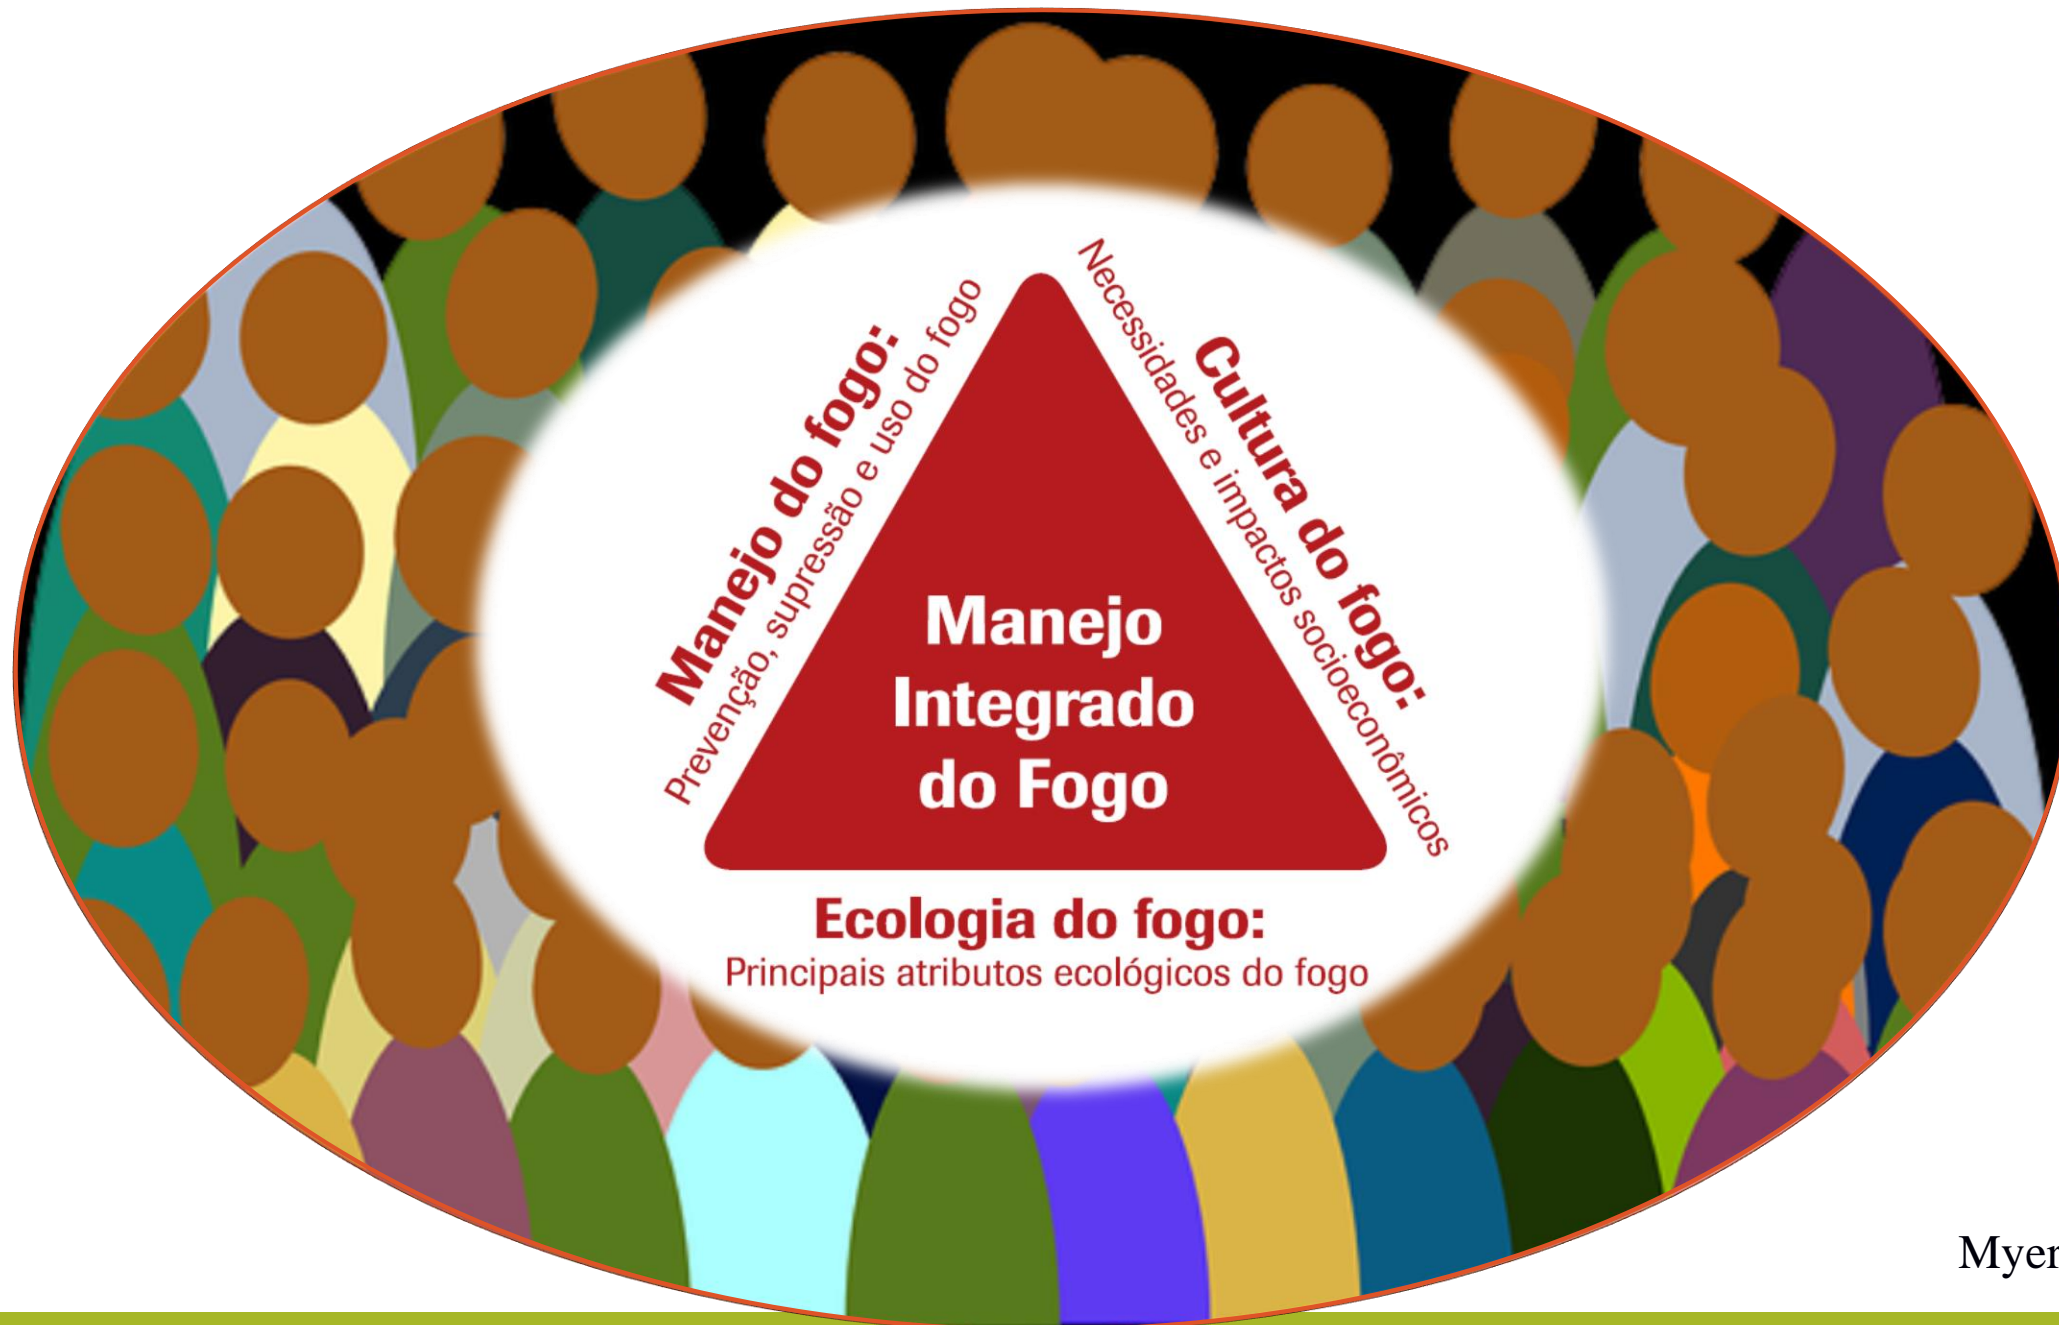 Manejo do fogo:
Prevenção, supressão e uso do fogo
Cultura do fogo:
Necessidades e impactos socioeconômicos
Manejo
Integrado
do Fogo
Ecologia do fogo:
Principais atributos ecológicos do fogo
Myer